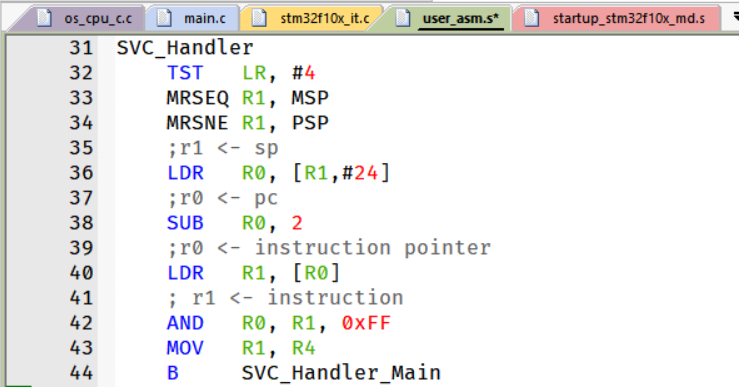 os_cpu_c.c main.c stm32f10x_it.c user_asm.s* startup_stm32f10x_md.s
31 SVC_Handler
32 TST LR, #4
33 MRSEQ R1, MSP
34 MRSNE R1, PSP
35 ;r1 <- sp
36 LDR R0, [R1,#24]
37 ;r0 <- pc
38 SUB R0, 2
39 ;r0 <- instruction pointer
40 LDR R1, [R0]
41 ; r1 <- instruction
42 AND R0, R1, 0xFF
43 MOV R1, R4
44 B SVC_Handler_Main